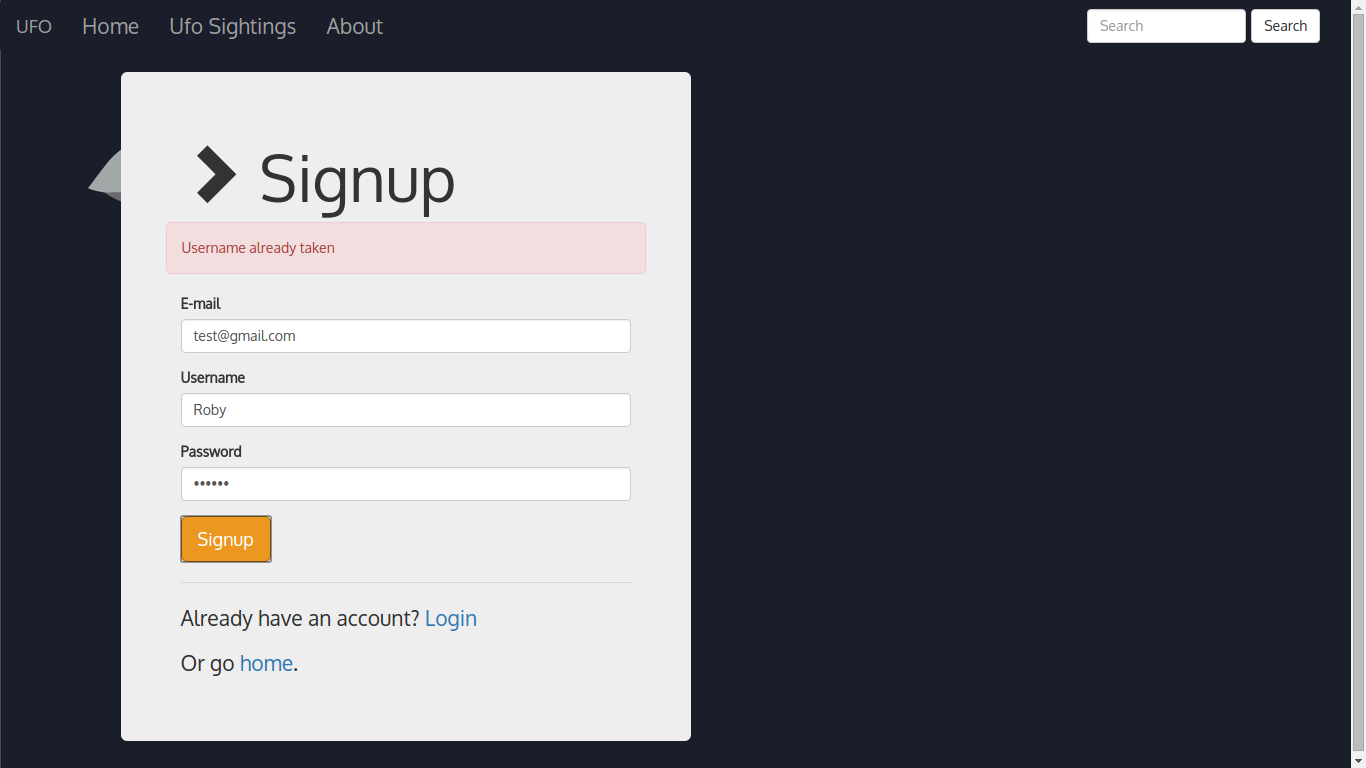 UFO Home Ufo Sightings About Search Search
Signup
Username already taken
E-mail
test@gmail.com
Username
Roby
Password
••••••
Signup
Already have an account? Login
Or go home.